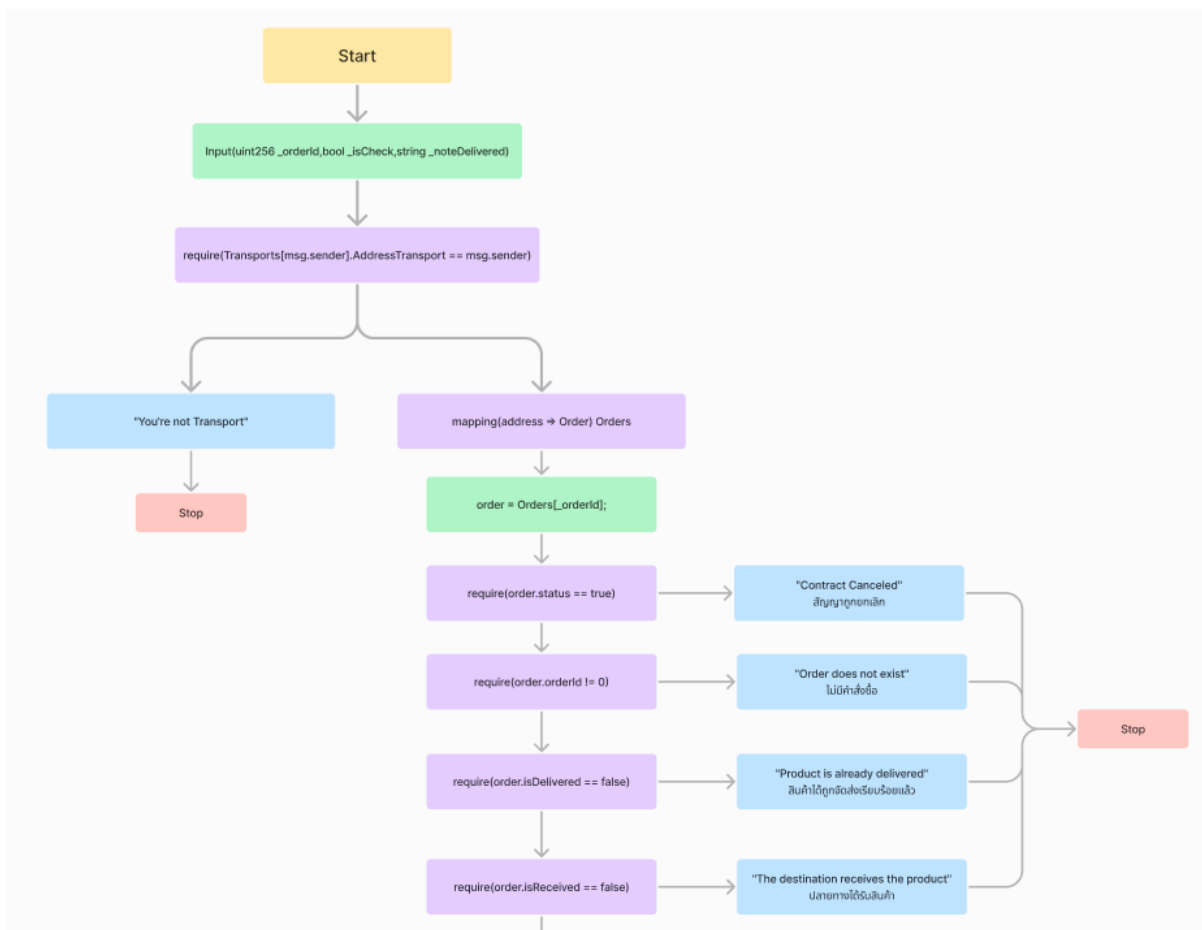 Start
Input(uint256 _orderId,bool _isCheck,string _noteDelivered)
require(Transports[msg.sender].AddressTransport == msg.sender)
"You're not Transport"
mapping(address => Order) Orders
Stop
order = Orders[_orderId];
require(order.status == true)
"Contract Canceled"
สัญญาถูกยกเลิก
require(order.orderId != 0)
"Order does not exist"
ไม่มีคำสั่งซื้อ
Stop
require(order.isDelivered == false)
"Product is already delivered"
สินค้าได้ถูกจัดส่งเรียบร้อยแล้ว
require(order.isReceived == false)
"The destination receives the product"
ปลายทางได้รับสินค้า